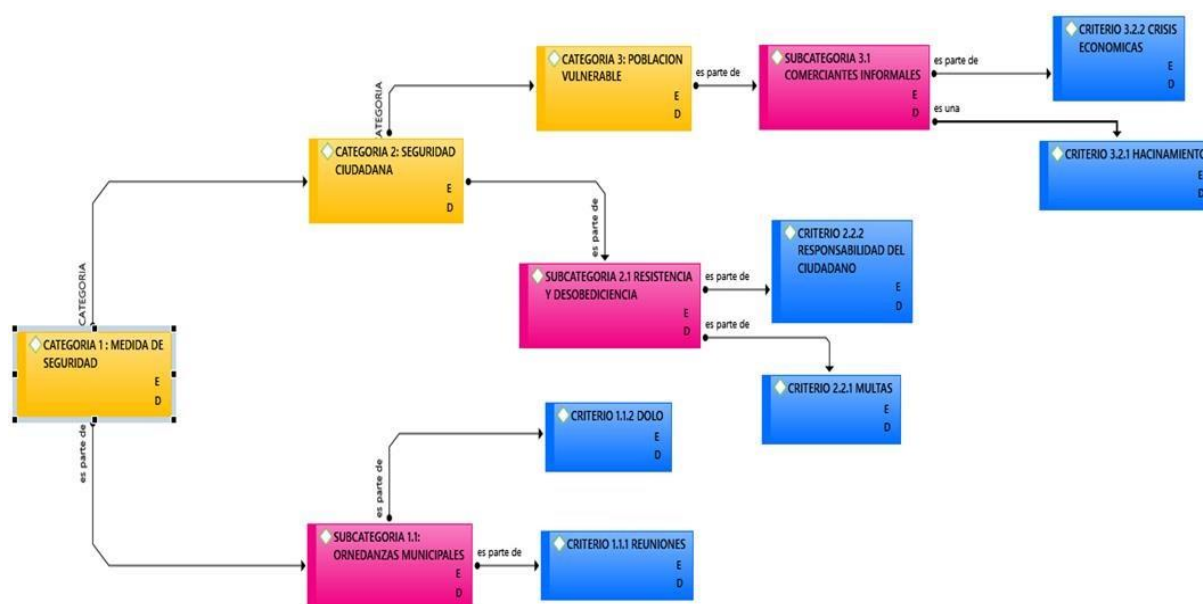 CRITERIO 3.2.2 CRISIS
ECONOMICAS
E
D
CATEGORIA 3: POBLACION
VULNERABLE
E
D
es parte de
SUBCATEGORIA 3.1
COMERCIANTES INFORMALES
E
D
es parte de
es una
CRITERIO 3.2.1 HACINAMIENTO
E
D
CATEGORIA
CATEGORIA 2: SEGURIDAD
CIUDADANA
E
D
es parte de
CRITERIO 2.2.2
RESPONSABILIDAD DEL
CIUDADANO
E
D
SUBCATEGORIA 2.1 RESISTENCIA
Y DESOBEDICIENCIA
E
D
es parte de
es parte de
CATEGORIA
CATEGORIA 1 : MEDIDA DE
SEGURIDAD
E
D
CRITERIO 2.2.1 MULTAS
E
D
CRITERIO 1.1.2 DOLO
E
D
es parte de
es parte de
SUBCATEGORIA 1.1:
ORNEDANZAS MUNICIPALES
E
D
es parte de
CRITERIO 1.1.1 REUNIONES
E
D